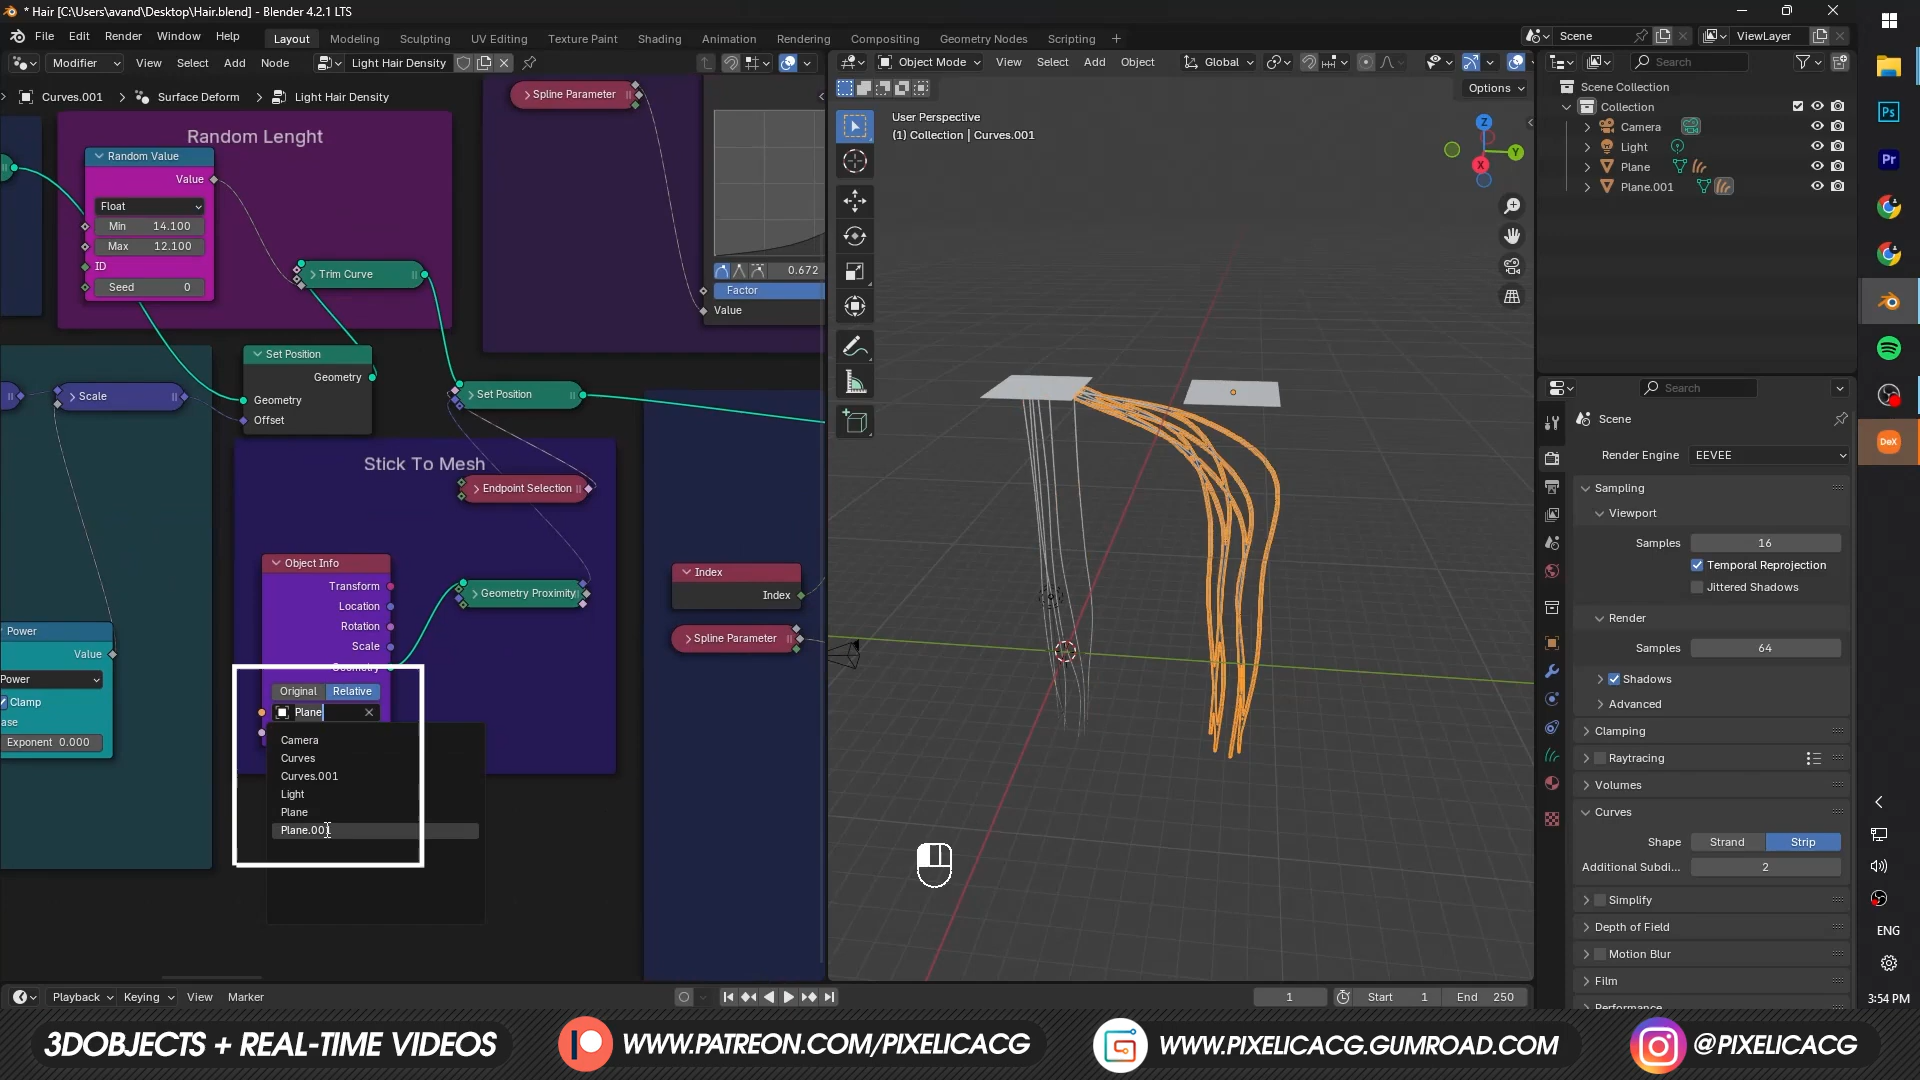 * Hair [C:\Users\avand\Desktop\Hair.blend] - Blender 4.2.1 LTS
File Edit Render Window Help Layout Modeling Sculpting UV Editing Texture Paint Shading Animation Rendering Compositing Geometry Nodes Scripting + Scene ViewLayer
Modifier View Select Add Node Light Hair Density
Object Mode View Select Add Object Global
Search
Curves.001 > Surface Deform > Light Hair Density
Options
Random Lenght
Random Value
Value
Float
Min 14.100
Max 12.100
ID
Seed 0
Trim Curve
Spline Parameter
0.672
Factor
Value
Set Position
Geometry
Geometry
Offset
Scale
Set Position
Stick To Mesh
Endpoint Selection
Object Info
Transform
Location
Rotation
Scale
Geometry
Original Relative
Plane
Camera
Curves
Curves.001
Light
Plane
Plane.001
Geometry Proximity
Index
Index
Spline Parameter
Power
Value
Power
Clamp
ase
Exponent 0.000
User Perspective
(1) Collection | Curves.001
Z
Y
X
Scene Collection
Collection
Camera
Light
Plane
Plane.001
Search
Scene
Render Engine EEVEE
Sampling
Viewport
Samples 16
Temporal Reprojection
Jittered Shadows
Render
Samples 64
Shadows
Advanced
Clamping
Raytracing
Volumes
Curves
Shape Strand Strip
Additional Subdi... 2
Simplify
Depth of Field
Motion Blur
Film
Performance
Ps
Pr
DeX
ENG
3:54 PM
Playback Keying View Marker 1 Start 1 End 250
3DOBJECTS + REAL-TIME VIDEOS WWW.PATREON.COM/PIXELICACG WWW.PIXELICACG.GUMROAD.COM @PIXELICACG